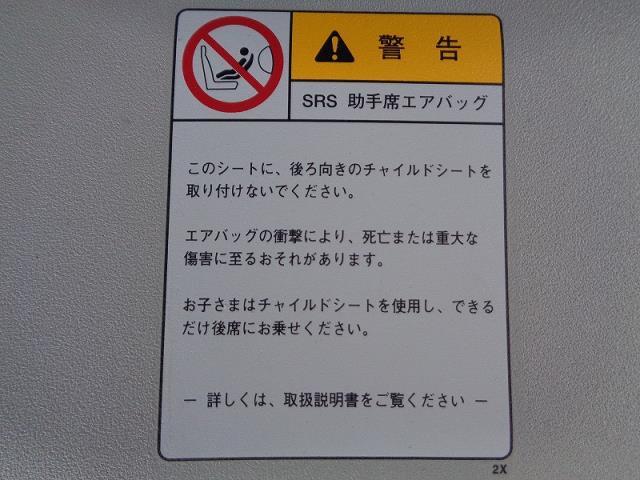 警告
SRS 助手席エアバッグ
このシートに、後ろ向きのチャイルドシートを
取り付けないでください。
エアバッグの衝撃により、死亡または重大な
傷害に至るおそれがあります。
お子さまはチャイルドシートを使用し、できる
だけ後席にお乗せください。
― 詳しくは、取扱説明書をご覧ください ―
2X